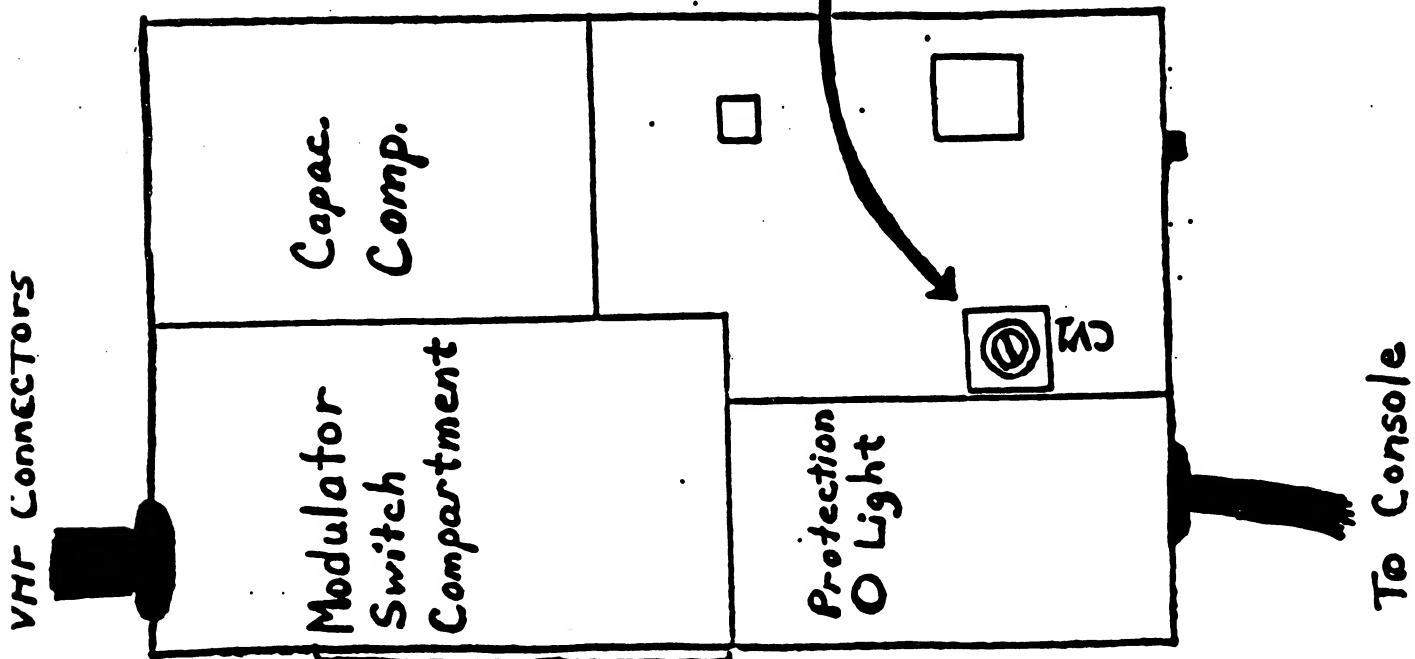 VHF ConnECTOrS
Modulator
Switch
Compartment
Capac.
Comp.
Protection
Light
CV1
To Console